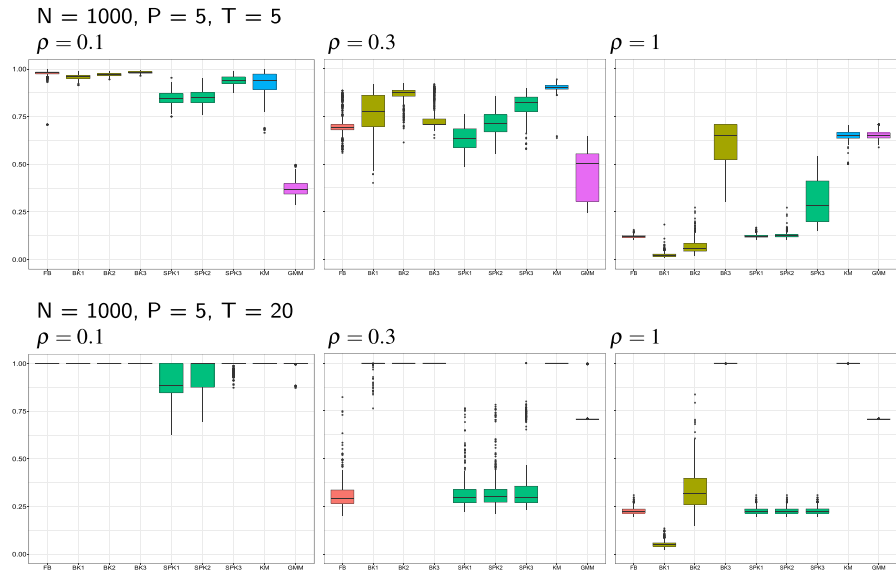 N = 1000, P = 5, T = 5
ρ = 0.1 ρ = 0.3 ρ = 1
1.00
0.75
0.50
0.25
0.00
FB BK1 BK2 BK3 SPK1 SPK2 SPK3 KM GMM FB BK1 BK2 BK3 SPK1 SPK2 SPK3 KM GMM FB BK1 BK2 BK3 SPK1 SPK2 SPK3 KM GMM
N = 1000, P = 5, T = 20
ρ = 0.1 ρ = 0.3 ρ = 1
1.00
0.75
0.50
0.25
0.00
FB BK1 BK2 BK3 SPK1 SPK2 SPK3 KM GMM FB BK1 BK2 BK3 SPK1 SPK2 SPK3 KM GMM FB BK1 BK2 BK3 SPK1 SPK2 SPK3 KM GMM